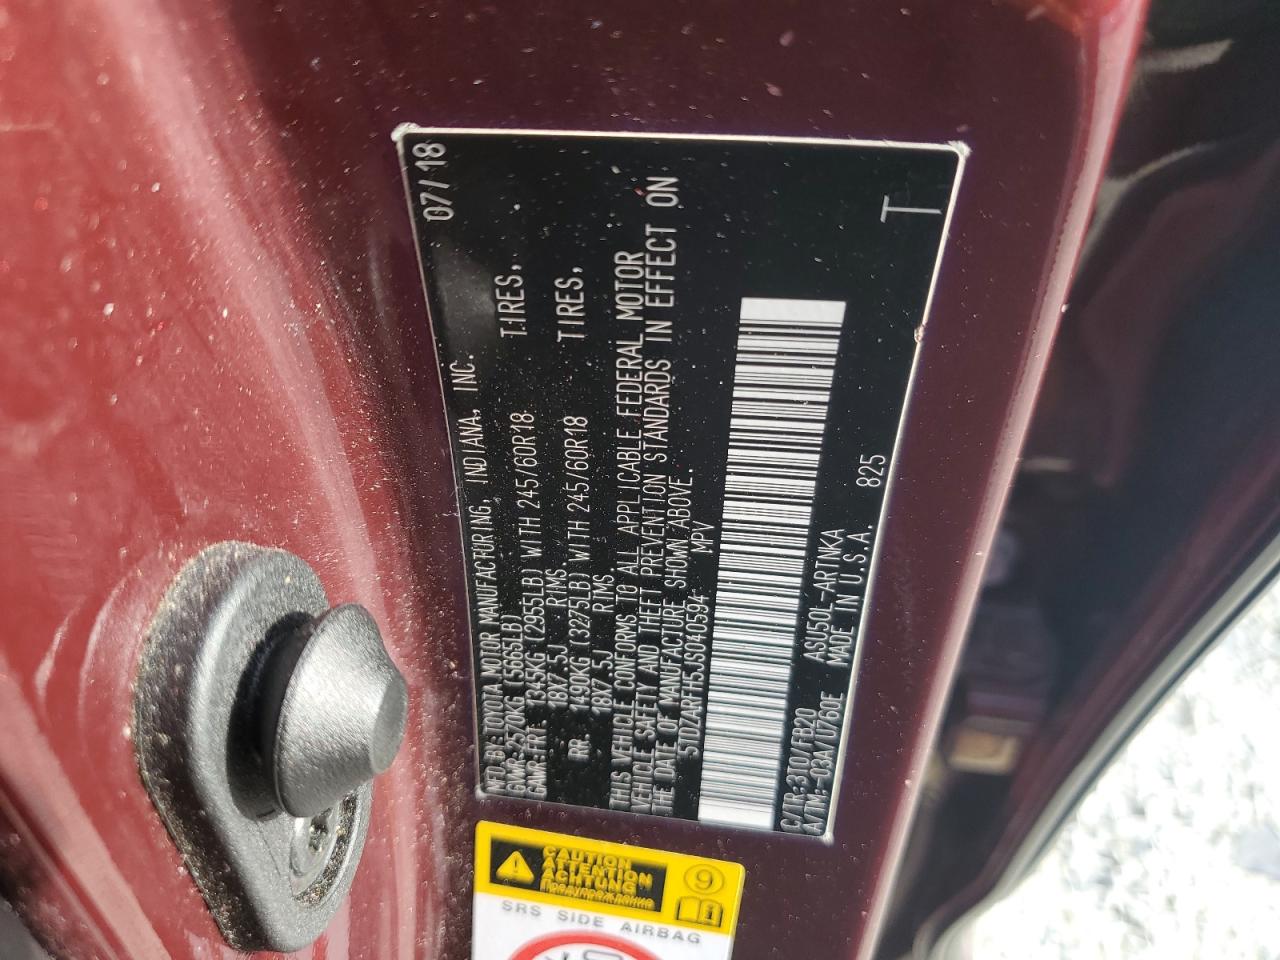 MFD. BY: TOYOTA MOTOR MANUFACTURING, INDIANA, INC. 07/18
GVWR: 2570KG (5665LB)
GAWR: FRT. 1345KG (2955LB) WITH 245/60R18 TIRES,
18X7.5J RIMS
RR. 1490KG (3275LB) WITH 245/60R18 TIRES,
18X7.5J RIMS.
THIS VEHICLE CONFORMS TO ALL APPLICABLE FEDERAL MOTOR
VEHICLE SAFETY AND THEFT PREVENTION STANDARDS IN EFFECT ON
THE DATE OF MANUFACTURE SHOWN ABOVE.
5TDZARFH5JS040594 MPV
C/TR: 3T0/FB20 ASU50L-ARTNKA
A/TM: -03A/U760E MADE IN U.S.A. 825
T
CAUTION
ATTENTION
ACHTUNG
Предупреждение
9
SRS SIDE AIRBAG